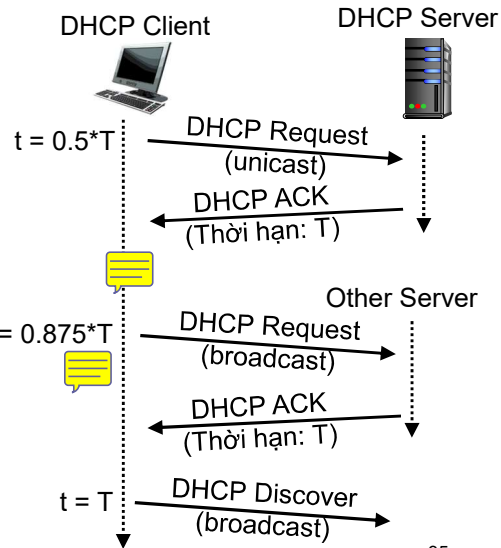 DHCP Client
DHCP Server
t = 0.5*T
DHCP Request
(unicast)
DHCP ACK
(Thời hạn: T)
Other Server
= 0.875*T
DHCP Request
(broadcast)
DHCP ACK
(Thời hạn: T)
t = T
DHCP Discover
(broadcast)